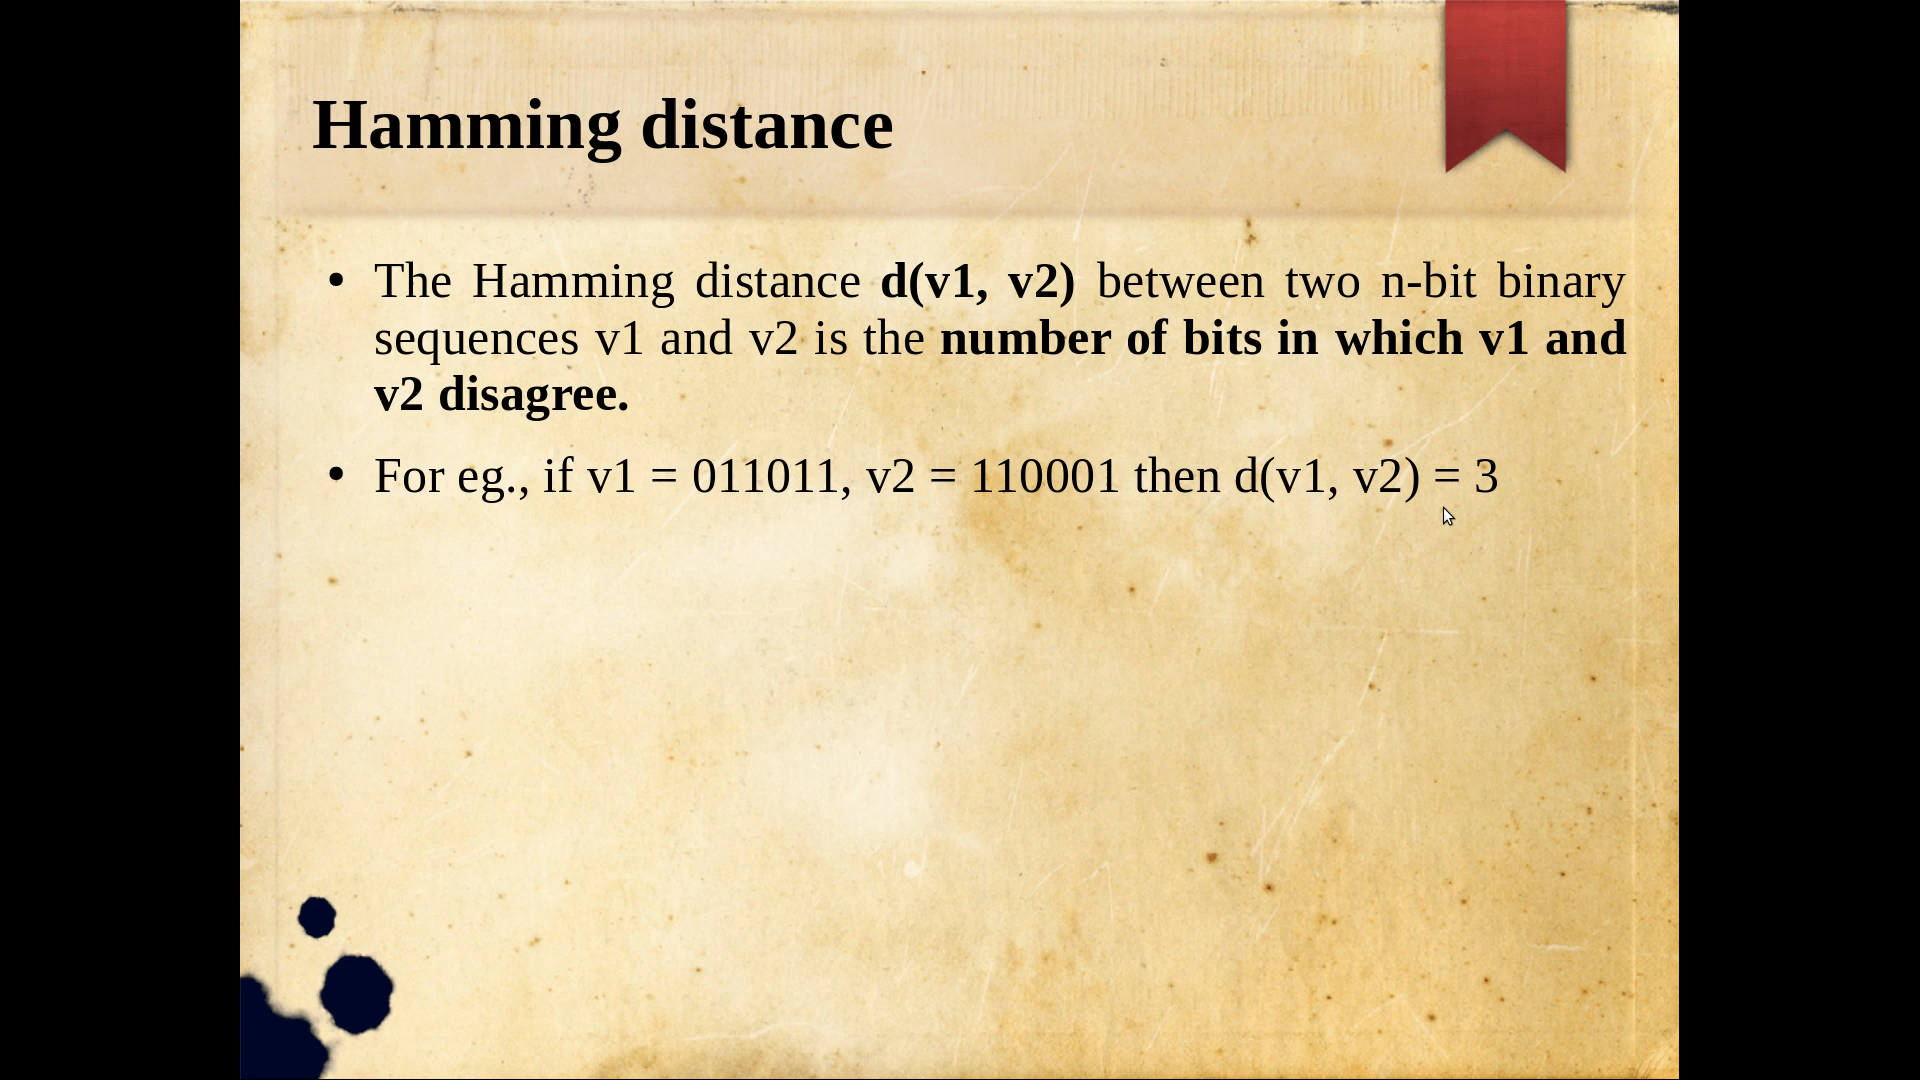 Hamming distance
• The Hamming distance d(v1, v2) between two n-bit binary
sequences v1 and v2 is the number of bits in which v1 and
v2 disagree.
• For eg., if v1 = 011011, v2 = 110001 then d(v1, v2) = 3